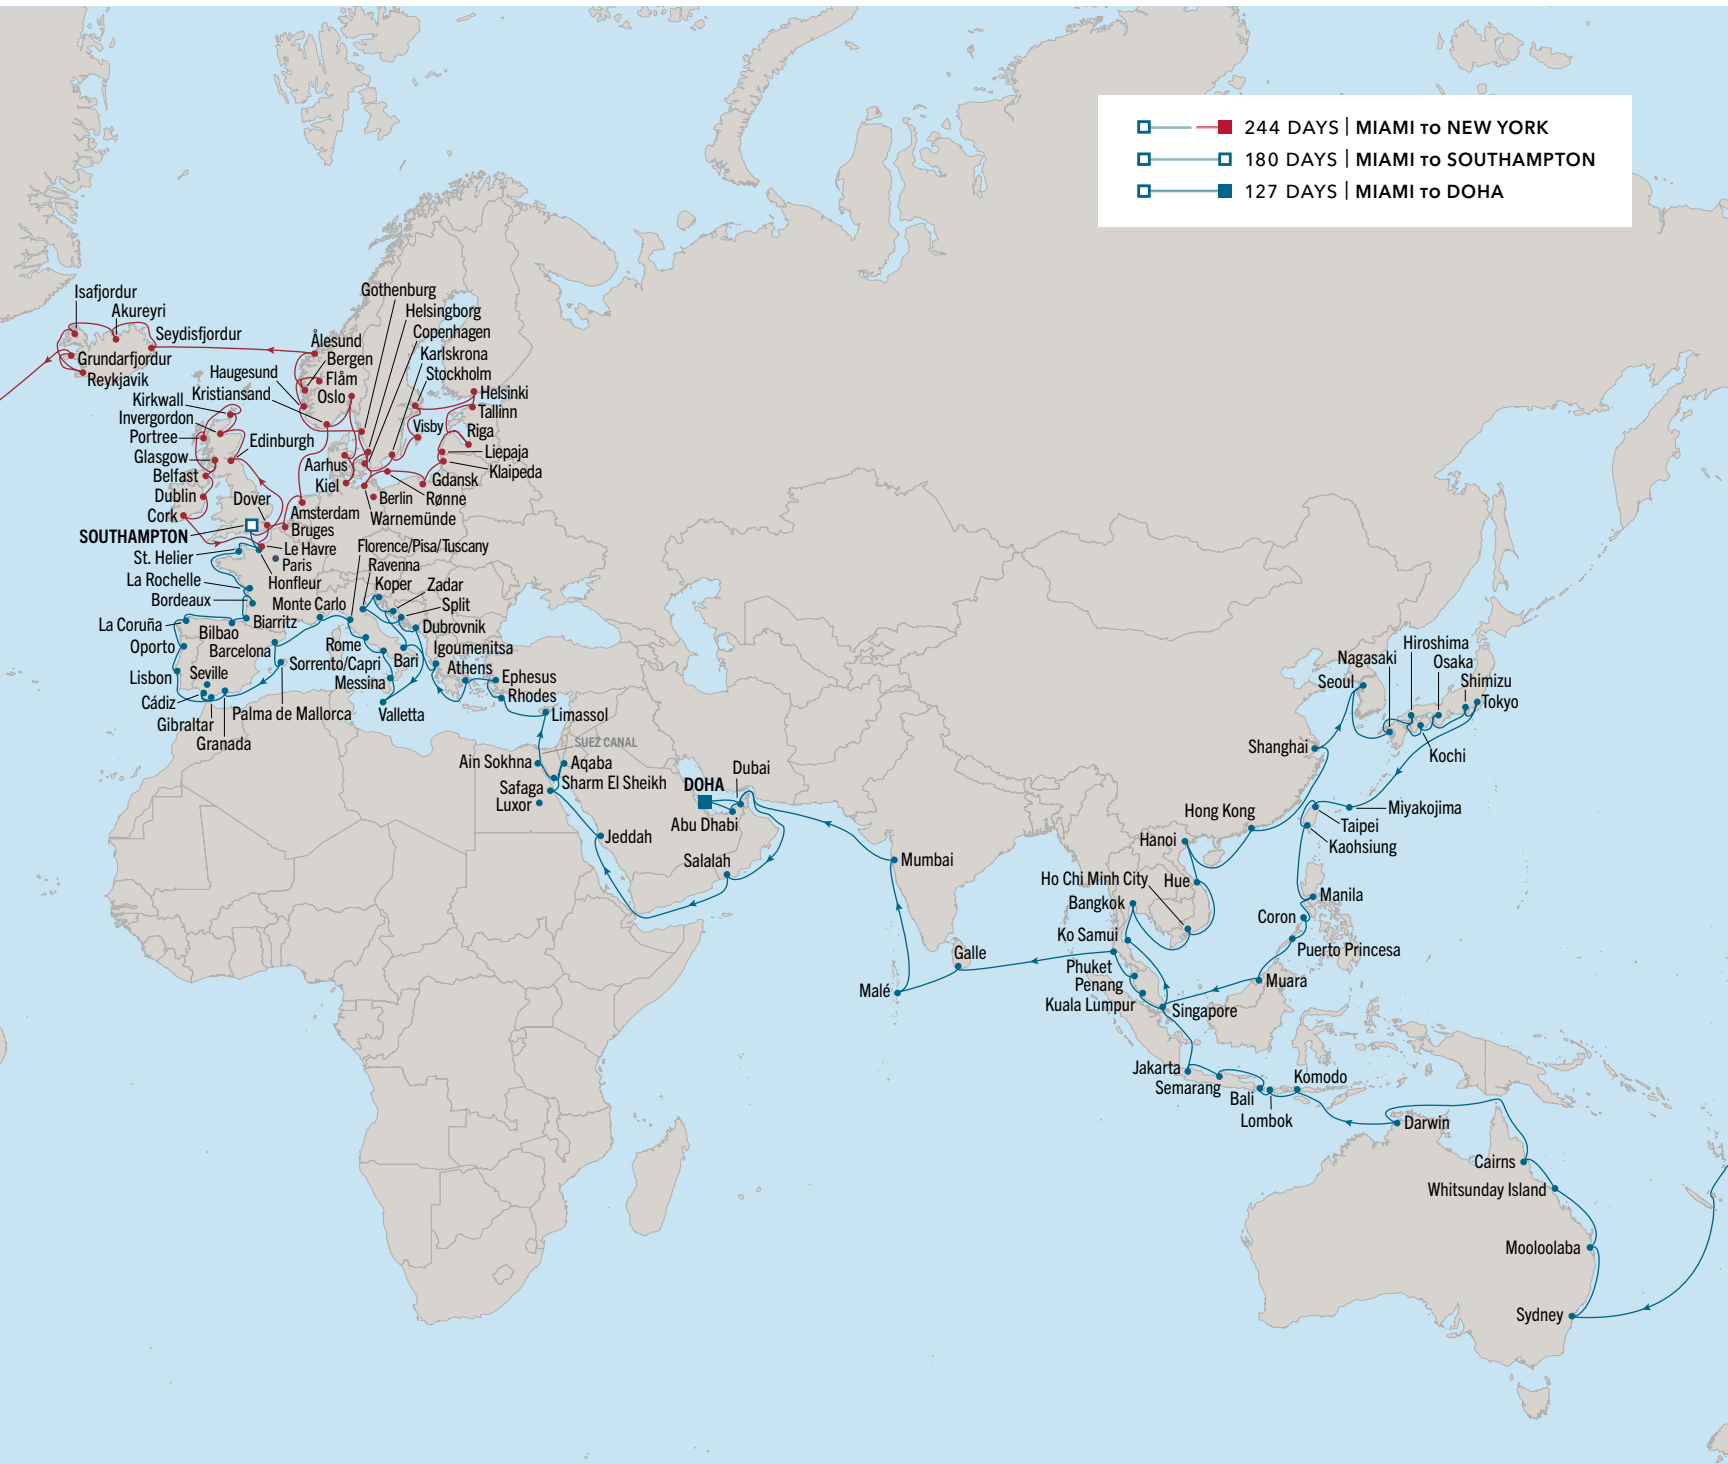 244 DAYS | MIAMI TO NEW YORK
180 DAYS | MIAMI TO SOUTHAMPTON
127 DAYS | MIAMI TO DOHA
Isafjordur
Akureyri
Seydisfjordur
Grundarfjordur
Reykjavik
Gothenburg
Helsingborg
Copenhagen
Karlskrona
Stockholm
Ålesund
Bergen
Flåm
Oslo
Haugesund
Kristiansand
Kirkwall
Invergordon
Portree
Glasgow
Belfast
Dublin
Cork
Edinburgh
Dover
SOUTHAMPTON
Helsinki
Tallinn
Visby
Riga
Liepaja
Klaipeda
Gdansk
Rønne
Aarhus
Kiel
Berlin
Warnemünde
Amsterdam
Bruges
Le Havre
Paris
Honfleur
St. Helier
La Rochelle
Bordeaux
Biarritz
Bilbao
La Coruña
Oporto
Lisbon
Seville
Cádiz
Gibraltar
Granada
Palma de Mallorca
Barcelona
Monte Carlo
Florence/Pisa/Tuscany
Ravenna
Koper
Zadar
Split
Dubrovnik
Igoumenitsa
Rome
Sorrento/Capri
Bari
Messina
Valletta
Athens
Ephesus
Rhodes
Limassol
SUEZ CANAL
Ain Sokhna
Aqaba
Sharm El Sheikh
Safaga
Luxor
Jeddah
DOHA
Dubai
Abu Dhabi
Salalah
Mumbai
Galle
Malé
Nagasaki
Hiroshima
Osaka
Shimizu
Seoul
Tokyo
Kochi
Shanghai
Miyakojima
Taipei
Kaohsiung
Hong Kong
Hanoi
Hue
Ho Chi Minh City
Bangkok
Ko Samui
Phuket
Penang
Kuala Lumpur
Singapore
Manila
Coron
Puerto Princesa
Muara
Jakarta
Semarang
Bali
Lombok
Komodo
Darwin
Cairns
Whitsunday Island
Mooloolaba
Sydney